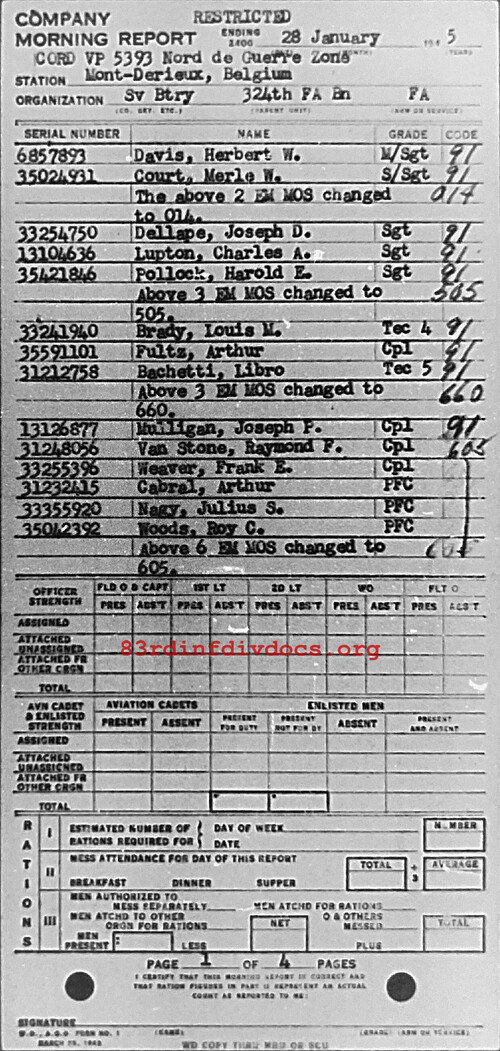 COMPANY RESTRICTED
MORNING REPORT ENDING 2400 28 January 194 5
CORD VP 5393 Nord de Guerre Zone
STATION Mont-Derieux, Belgium
ORGANIZATION Sv Btry 324th FA Bn FA
(CO. DET. ETC.) (PARENT UNIT) (ARM OR SERVICE)
SERIAL NUMBER NAME GRADE CODE
6857893 Davis, Herbert W. M/Sgt 91
35024931 Court, Merle W. S/Sgt 91
The above 2 EM MOS changed 014
to 014.
33254750 Dellape, Joseph D. Sgt 91
13104636 Lupton, Charles A. Sgt 91
35421846 Pollock, Harold E. Sgt 91
Above 3 EM MOS changed to 505
505.
33241940 Brady, Louis M. Tec 4 91
35591101 Fultz, Arthur Cpl 91
31212758 Bachetti, Libro Tec 5 91
Above 3 EM MOS changed to 660
660.
13126877 Mulligan, Joseph P. Cpl 91
31248056 Van Stone, Raymond F. Cpl 605
33255396 Weaver, Frank E. Cpl
31232415 Cabral, Arthur PFC
33355920 Nagy, Julius S. PFC
35042392 Woods, Roy C. PFC
Above 6 EM MOS changed to 605
605.
OFFICER STRENGTH FLD O & CAPT 1ST LT 2D LT WO FLT O
PRES ABS'T PRES ABS'T PRES ABS'T PRES ABS'T PRES ABS'T
ASSIGNED
ATTACHED UNASSIGNED
83rdinfdivdocs.org
ATTACHED FR OTHER ORGN
TOTAL
AVN CADET & ENLISTED STRENGTH AVIATION CADETS ENLISTED MEN
PRESENT ABSENT PRESENT FOR DUTY PRESENT NOT FOR DY ABSENT PRESENT AND ABSENT
ASSIGNED
ATTACHED UNASSIGNED
ATTACHED FR OTHER ORGN
TOTAL
RATIONS
I ESTIMATED NUMBER OF RATIONS REQUIRED FOR { DAY OF WEEK DATE NUMBER
II MESS ATTENDANCE FOR DAY OF THIS REPORT TOTAL ÷ 3 AVERAGE
BREAKFAST DINNER SUPPER
III MEN AUTHORIZED TO MESS SEPARATELY MEN ATCHD FOR RATIONS
MEN ATCHD TO OTHER ORGN FOR RATIONS NET O & OTHERS MESSED TOTAL
MEN PRESENT LESS PLUS
PAGE 1 OF 4 PAGES
I CERTIFY THAT THIS MORNING REPORT IS CORRECT AND
THAT RATION FIGURES IN PART III REPRESENT AN ACTUAL
COUNT AS REPORTED TO ME:
SIGNATURE
W.D., A.G.O. FORM NO. 1 (NAME) (GRADE) (ARM OR SERVICE)
MARCH 25, 1943
WD COPY THRU MRU OR SCU